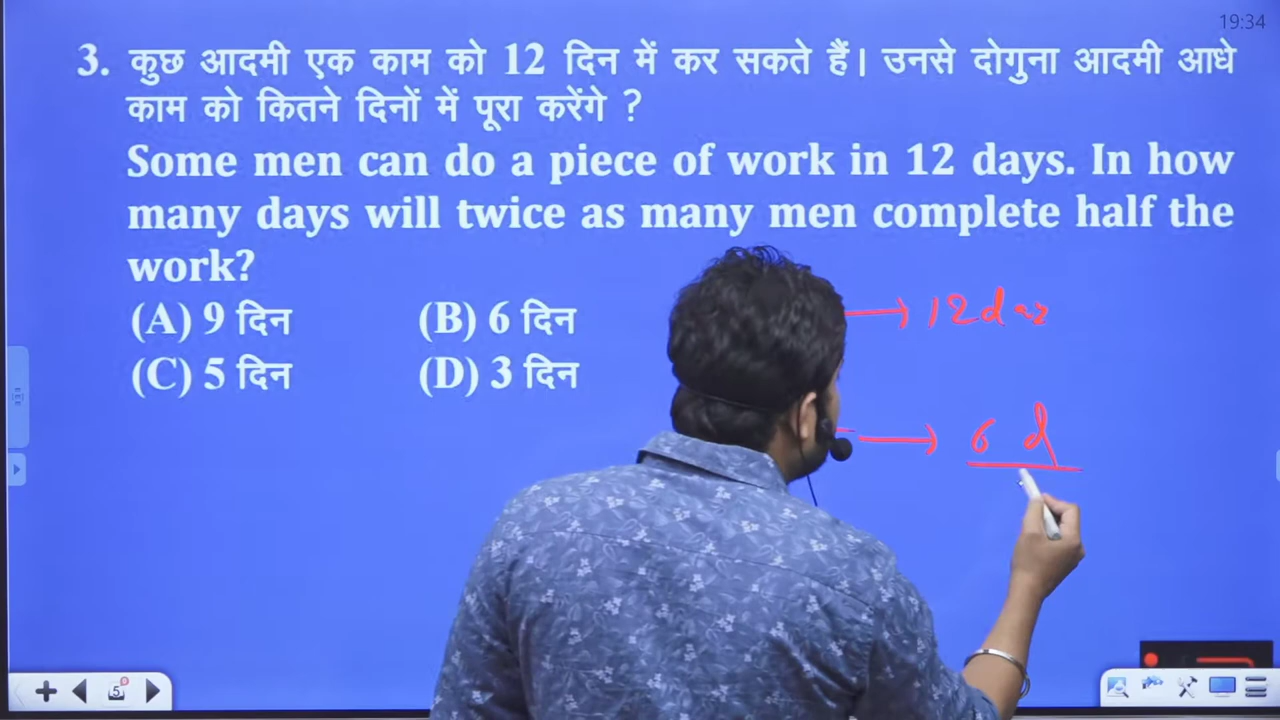 19:34
3. कुछ आदमी एक काम को 12 दिन में कर सकते हैं। उनसे दोगुना आदमी आधे
काम को कितने दिनों में पूरा करेंगे ?
Some men can do a piece of work in 12 days. In how
many days will twice as many men complete half the
work?
(A) 9 दिन (B) 6 दिन
(C) 5 दिन (D) 3 दिन
12
6 d
5